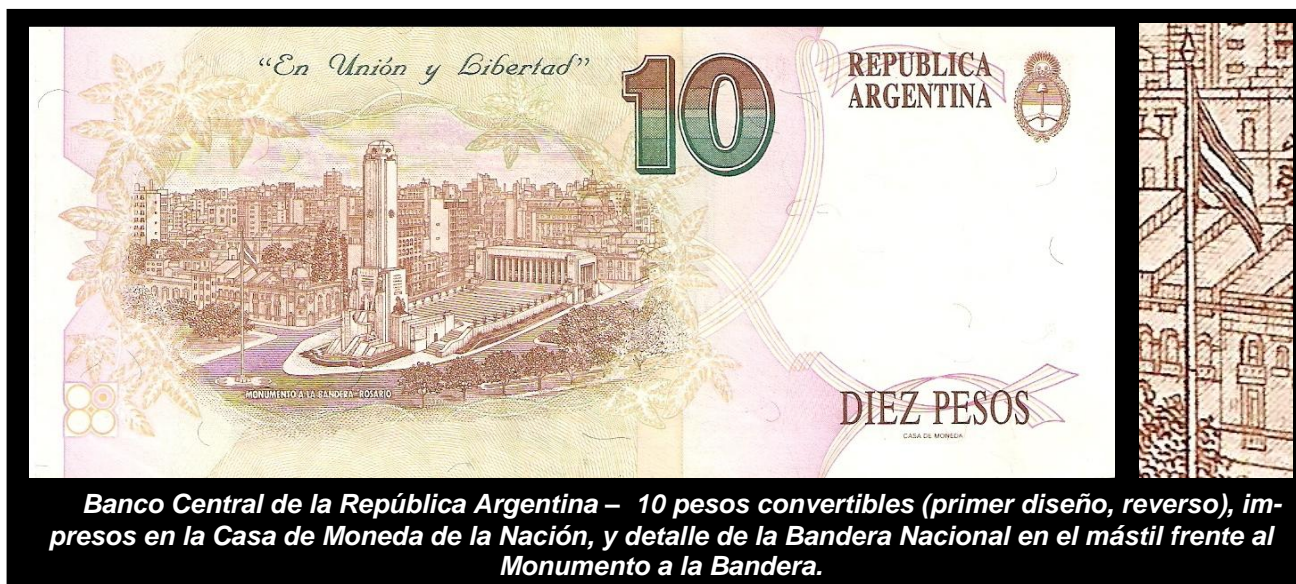 "En Unión y Libertad"
10
REPUBLICA
ARGENTINA
MONUMENTO A LA BANDERA-ROSARIO
DIEZ PESOS
CASA DE MONEDA
Banco Central de la República Argentina – 10 pesos convertibles (primer diseño, reverso), im-
presos en la Casa de Moneda de la Nación, y detalle de la Bandera Nacional en el mástil frente al
Monumento a la Bandera.